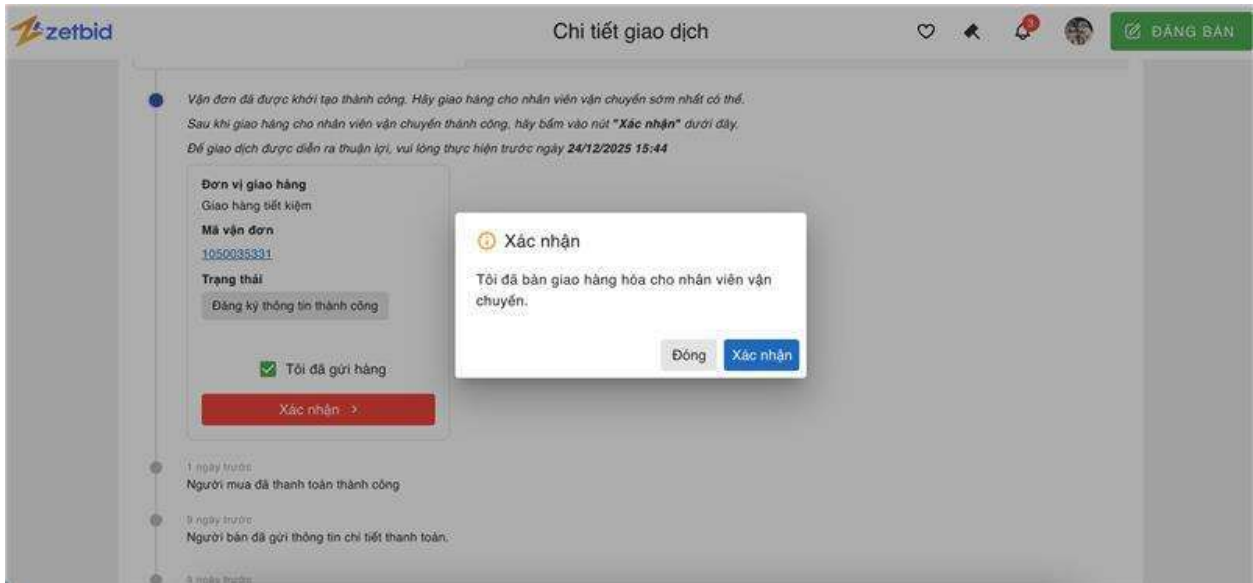 zetbid
Chi tiết giao dịch
3
ĐĂNG BÁN
Vận đơn đã được khởi tạo thành công. Hãy giao hàng cho nhân viên vận chuyển sớm nhất có thể.
Sau khi giao hàng cho nhân viên vận chuyển thành công, hãy bấm vào nút "Xác nhận" dưới đây.
Để giao dịch được diễn ra thuận lợi, vui lòng thực hiện trước ngày 24/12/2025 15:44
Đơn vị giao hàng
Giao hàng tiết kiệm
Mã vận đơn
1050035331
Trạng thái
Đăng ký thông tin thành công
Tôi đã gửi hàng
Xác nhận >
Xác nhận
Tôi đã bàn giao hàng hóa cho nhân viên vận
chuyển.
Đóng Xác nhận
1 ngày trước
Người mua đã thanh toán thành công
9 ngày trước
Người bán đã gửi thông tin chi tiết thanh toán.
ngày trước